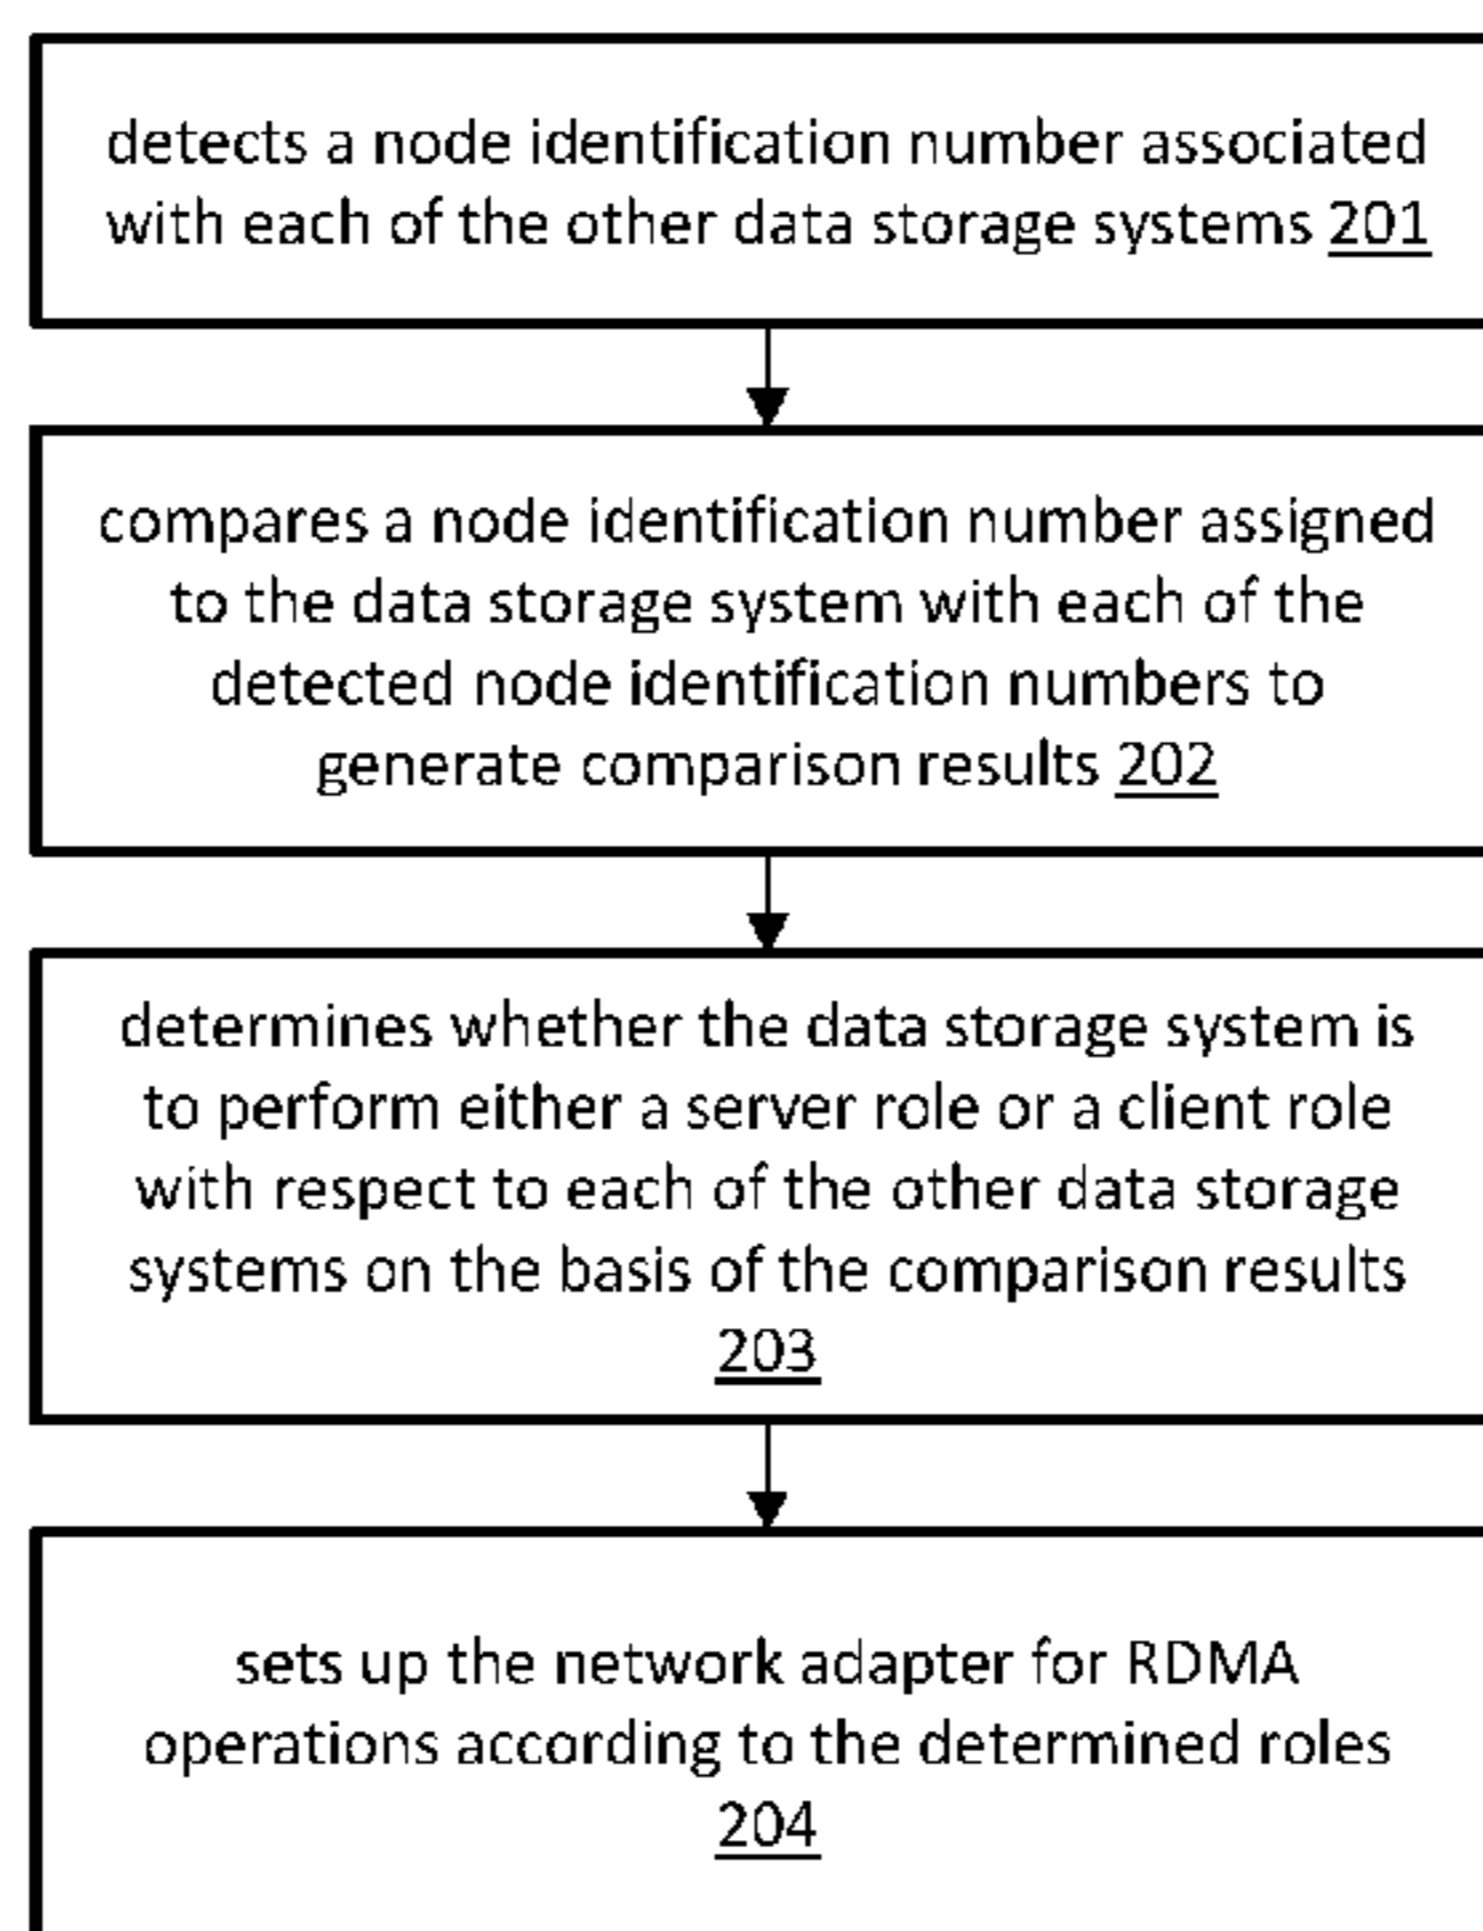 detects a node identification number associated
with each of the other data storage systems 201
compares a node identification number assigned
to the data storage system with each of the
detected node identification numbers to
generate comparison results 202
determines whether the data storage system is
to perform either a server role or a client role
with respect to each of the other data storage
systems on the basis of the comparison results
203
sets up the network adapter for RDMA
operations according to the determined roles
204